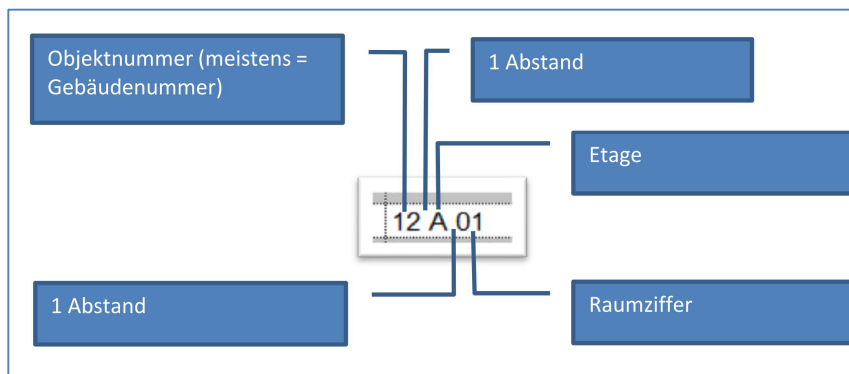 Objektnummer (meistens =
Gebäudenummer)
1 Abstand
Etage
12 A 01
1 Abstand
Raumziffer